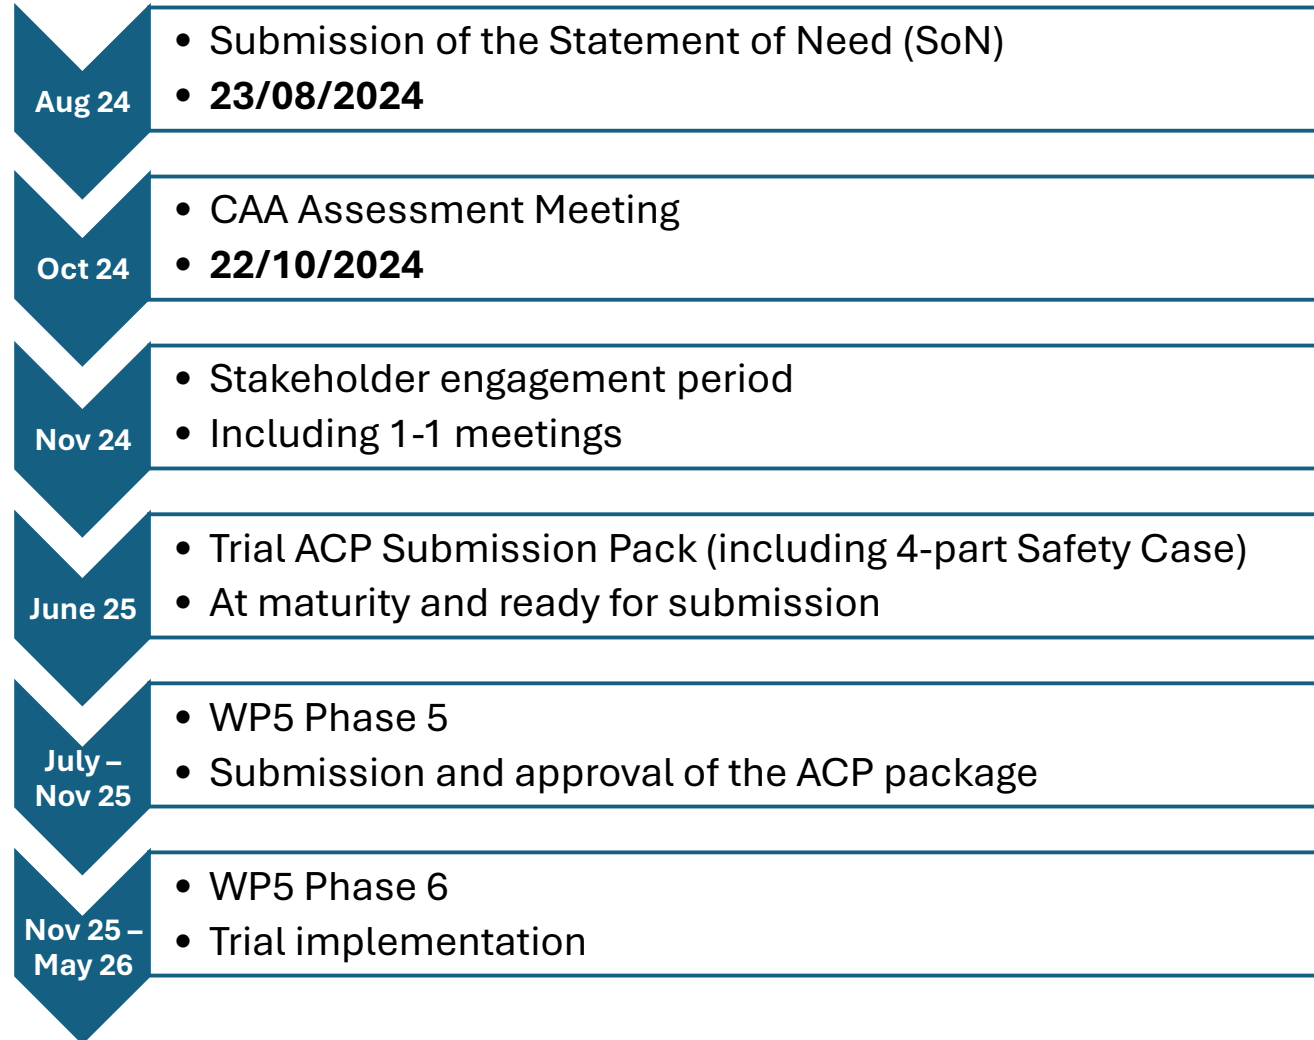 Aug 24
• Submission of the Statement of Need (SoN)
• 23/08/2024
Oct 24
• CAA Assessment Meeting
• 22/10/2024
Nov 24
• Stakeholder engagement period
• Including 1-1 meetings
June 25
• Trial ACP Submission Pack (including 4-part Safety Case)
• At maturity and ready for submission
July –
Nov 25
• WP5 Phase 5
• Submission and approval of the ACP package
Nov 25 –
May 26
• WP5 Phase 6
• Trial implementation